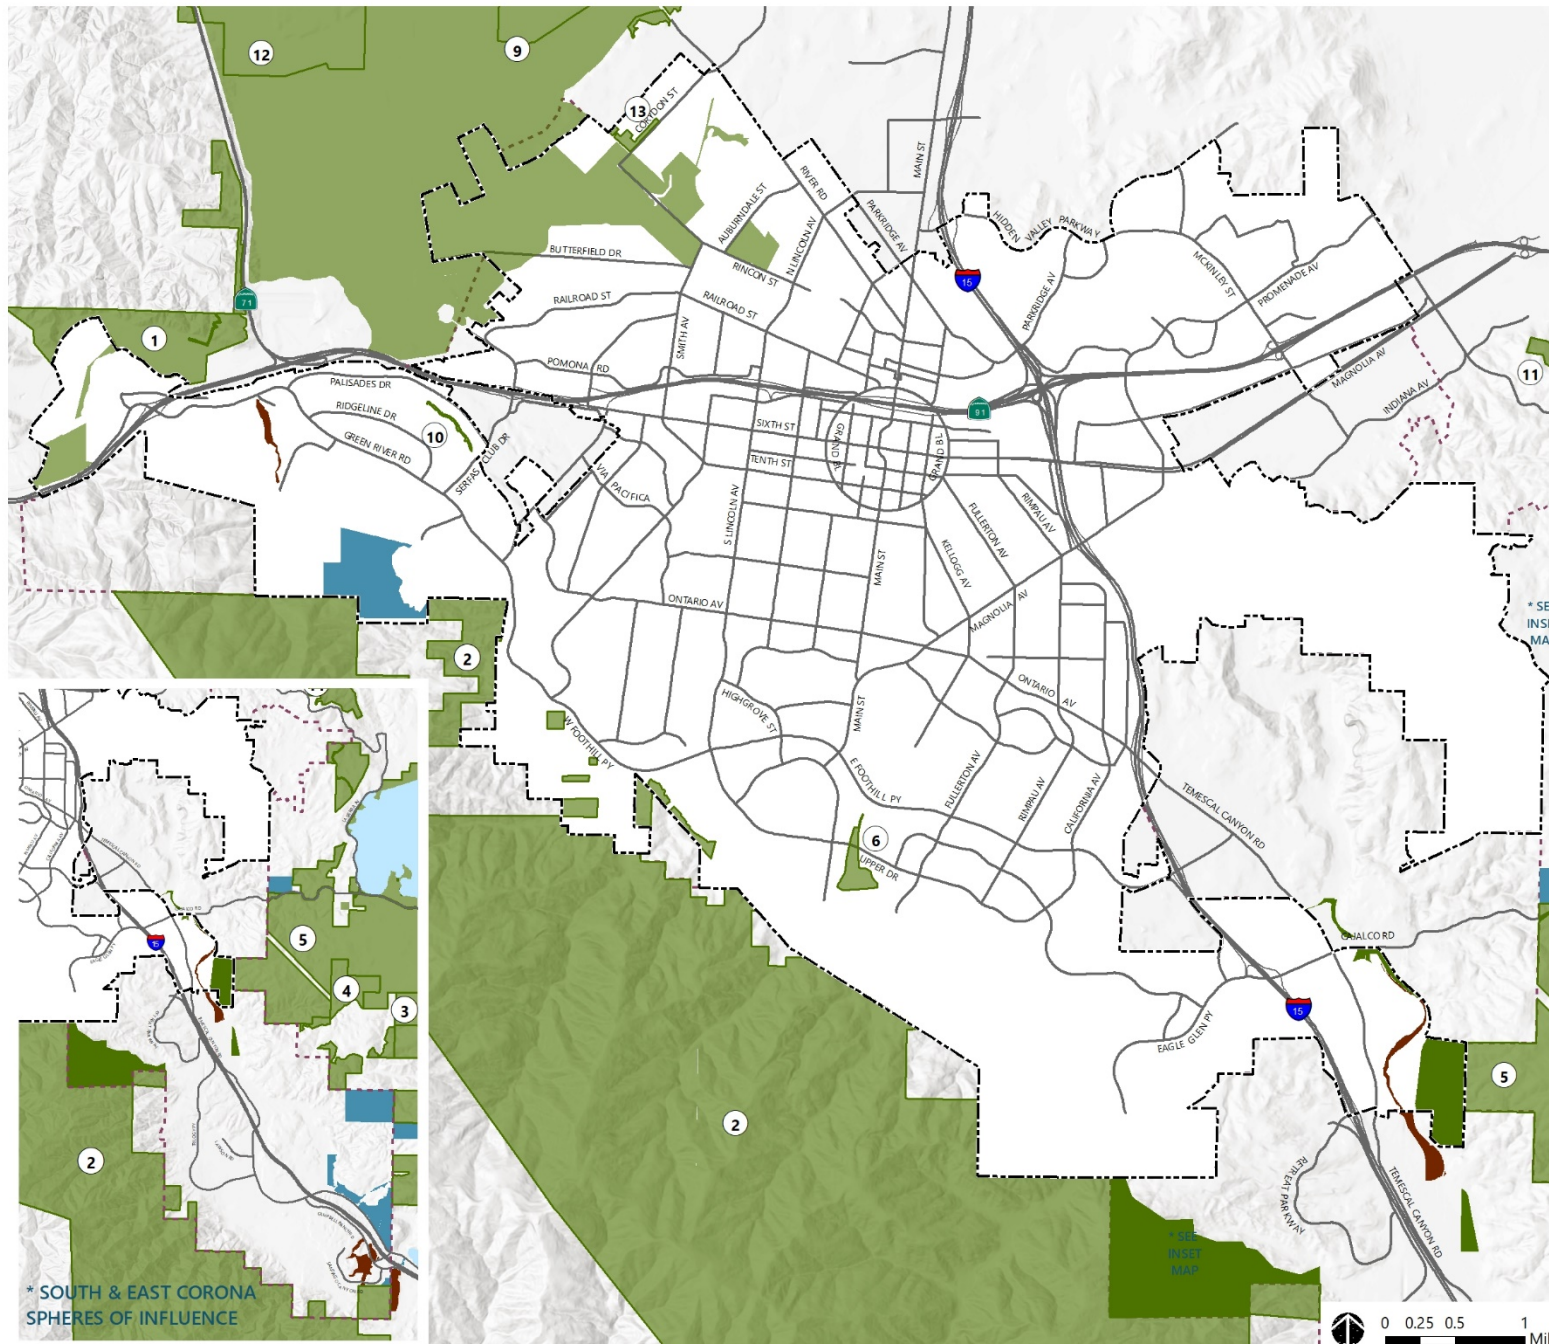 12
9
13
CORYDON ST
MAIN ST
RIVER RD
AUBURNDALE ST
N LINCOLN AV
PARKRIDGE AV
HIDDEN
VALLEY
PARKWAY
BUTTERFIELD DR
RINCON ST
MCKINLEY ST
PROMENADE AV
15
71
RAILROAD ST
RAILROAD ST
PARKRIDGE AV
1
SMITH AV
POMONA RD
MAGNOLIA AV
11
PALISADES DR
INDIANA AV
RIDGELINE DR
10
91
GREEN RIVER RD
SIXTH ST
GRAND BL
GRAND BL
SERFAS CLUB DR
TENTH ST
VIA PACIFICA
S LINCOLN AV
RIMPAU AV
FULLERTON AV
KELLOGG AV
MAIN ST
ONTARIO AV
MAGNOLIA AV
2
ONTARIO AV
HIGHGROVE ST
MAIN ST
W FOOTHILL PY
E FOOTHILL PY
FULLERTON AV
RIMPAU AV
CALIFORNIA AV
TEMESCAL CANYON RD
6
UPPER DR
CAJALCO RD
15
EAGLE GLEN PY
5
2
RETREAT PARKWAY
TEMESCAL CANYON RD
* SEE
INSET
MAP
15
5
4
3
2
* SOUTH & EAST CORONA
SPHERES OF INFLUENCE
0 0.25 0.5 1